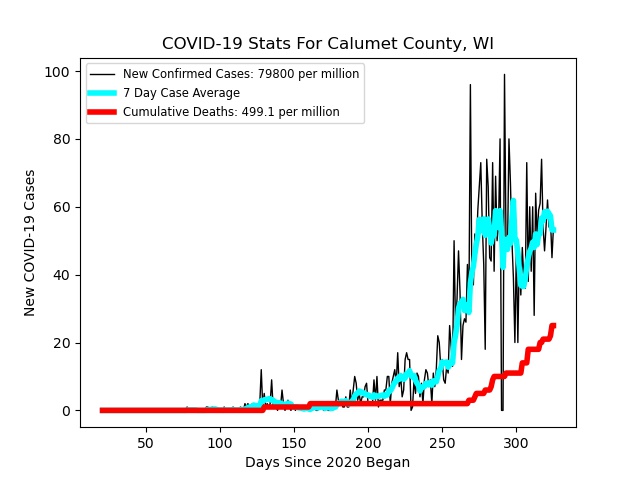 COVID-19 Stats For Calumet County, WI
New Confirmed Cases: 79800 per million
7 Day Case Average
Cumulative Deaths: 499.1 per million
New COVID-19 Cases
100
80
60
40
20
0
50 100 150 200 250 300
Days Since 2020 Began